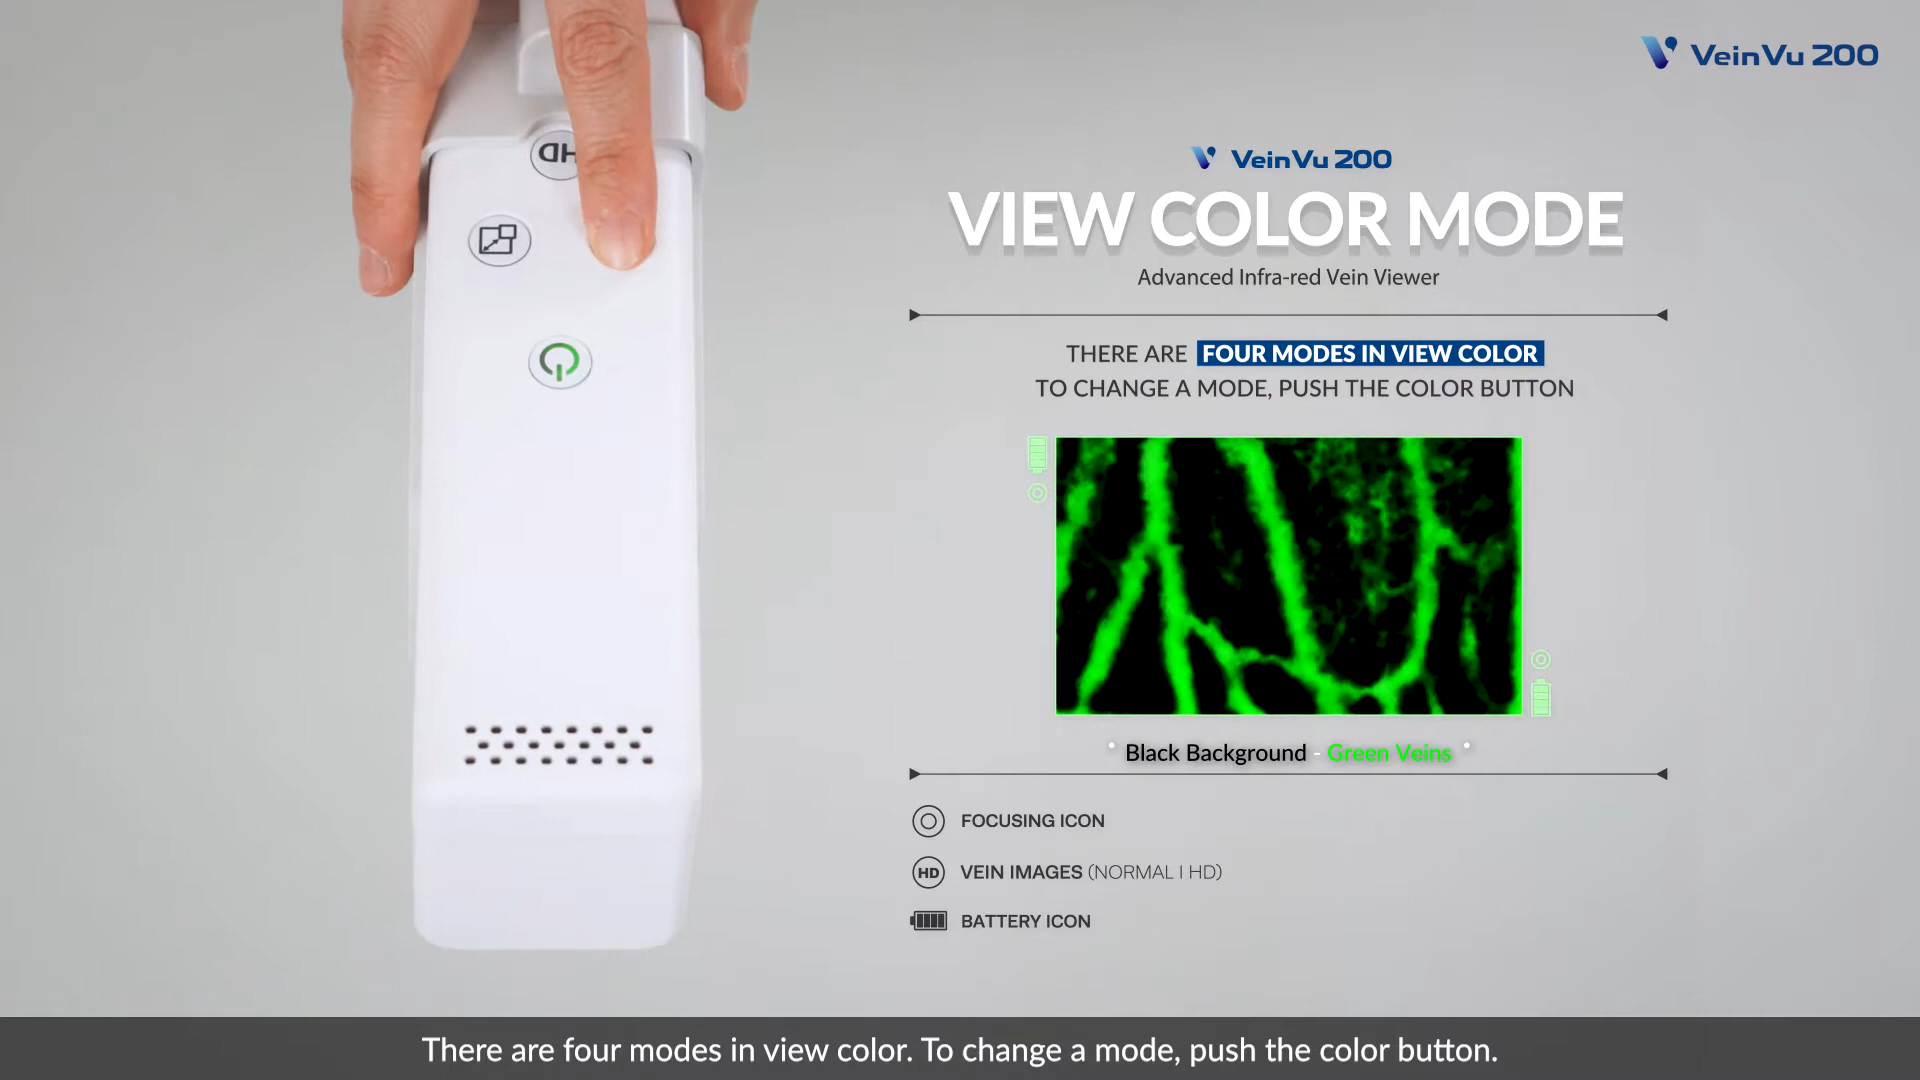 VeinVu 200
HD
VeinVu 200
VIEW COLOR MODE
Advanced Infra-red Vein Viewer
THERE ARE FOUR MODES IN VIEW COLOR
TO CHANGE A MODE, PUSH THE COLOR BUTTON
Black Background - Green Veins
FOCUSING ICON
HD VEIN IMAGES (NORMAL I HD)
BATTERY ICON
There are four modes in view color. To change a mode, push the color button.